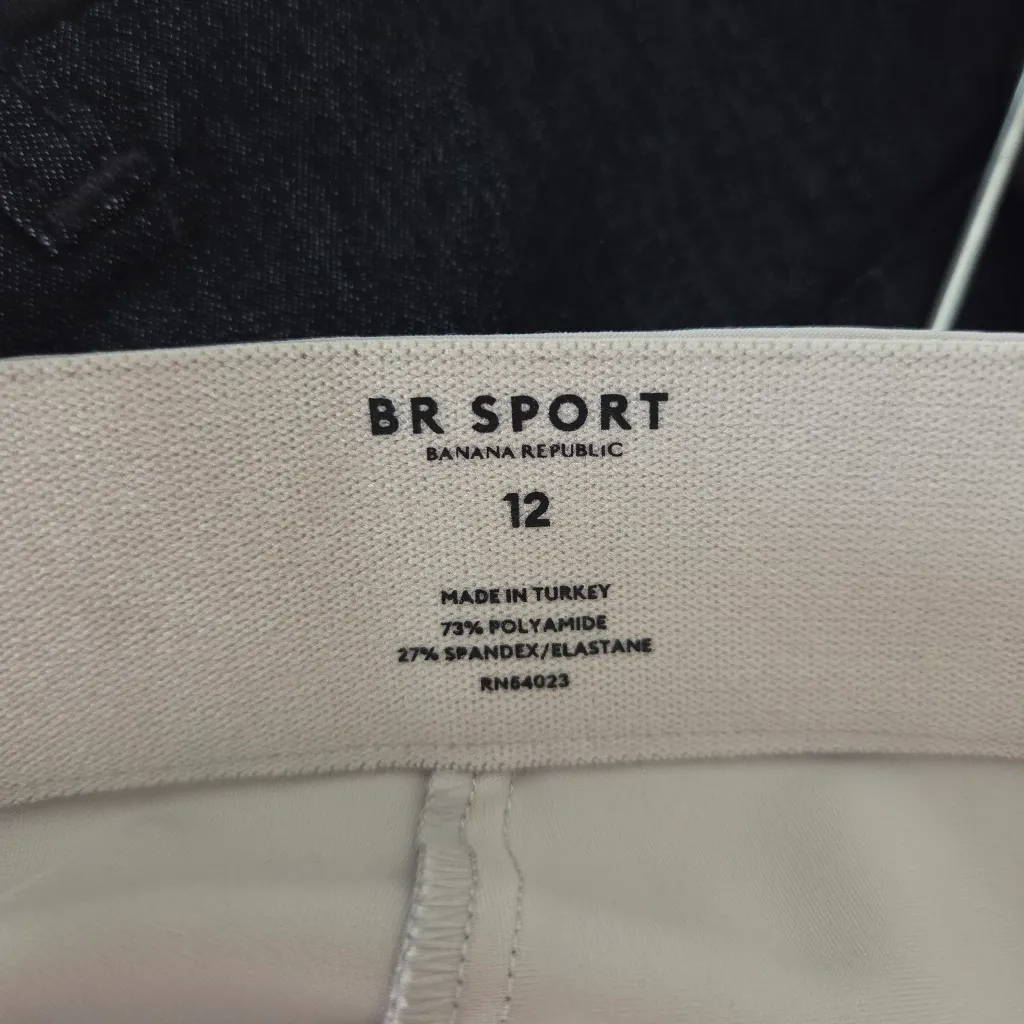 BR SPORT
BANANA REPUBLIC
12
MADE IN TURKEY
73% POLYAMIDE
27% SPANDEX/ELASTANE
RN54023